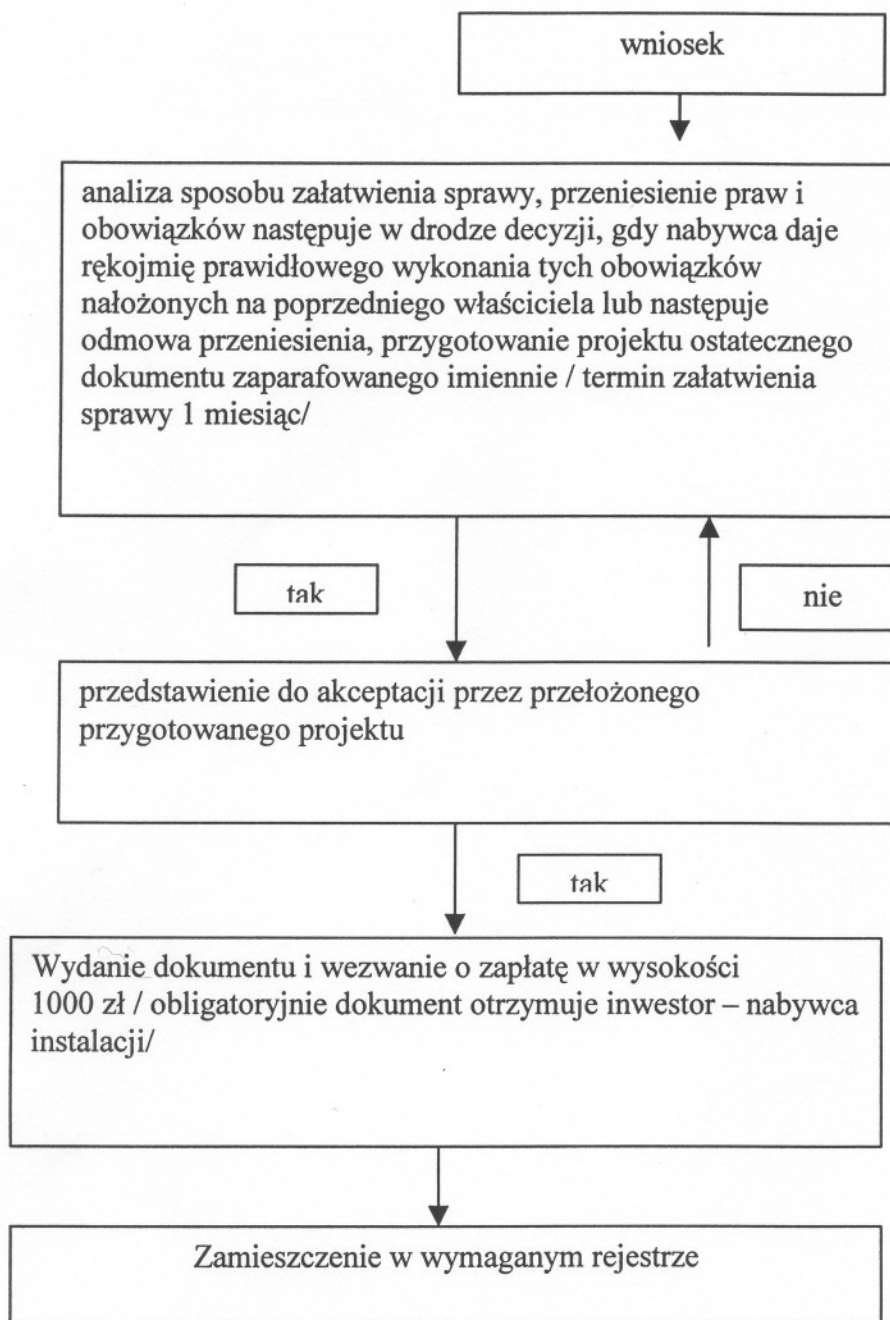 wniosek
analiza sposobu załatwienia sprawy, przeniesienie praw i
obowiązków następuje w drodze decyzji, gdy nabywca daje
rękojmię prawidłowego wykonania tych obowiązków
nałożonych na poprzedniego właściciela lub następuje
odmowa przeniesienia, przygotowanie projektu ostatecznego
dokumentu zaparafowanego imiennie / termin załatwienia
sprawy 1 miesiąc/
tak
nie
przedstawienie do akceptacji przez przełożonego
przygotowanego projektu
tak
Wydanie dokumentu i wezwanie o zapłatę w wysokości
1000 zł / obligatoryjnie dokument otrzymuje inwestor – nabywca
instalacji/
Zamieszczenie w wymaganym rejestrze